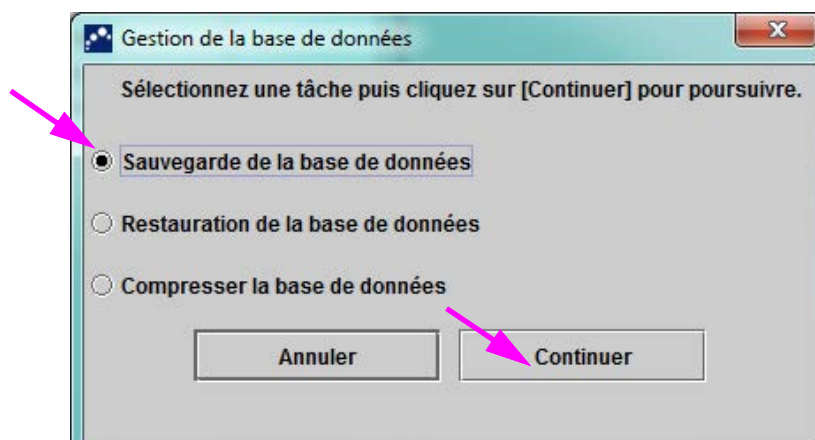 Gestion de la base de données
x
Sélectionnez une tâche puis cliquez sur [Continuer] pour poursuivre.
Sauvegarde de la base de données
Restauration de la base de données
Compresser la base de données
Annuler Continuer